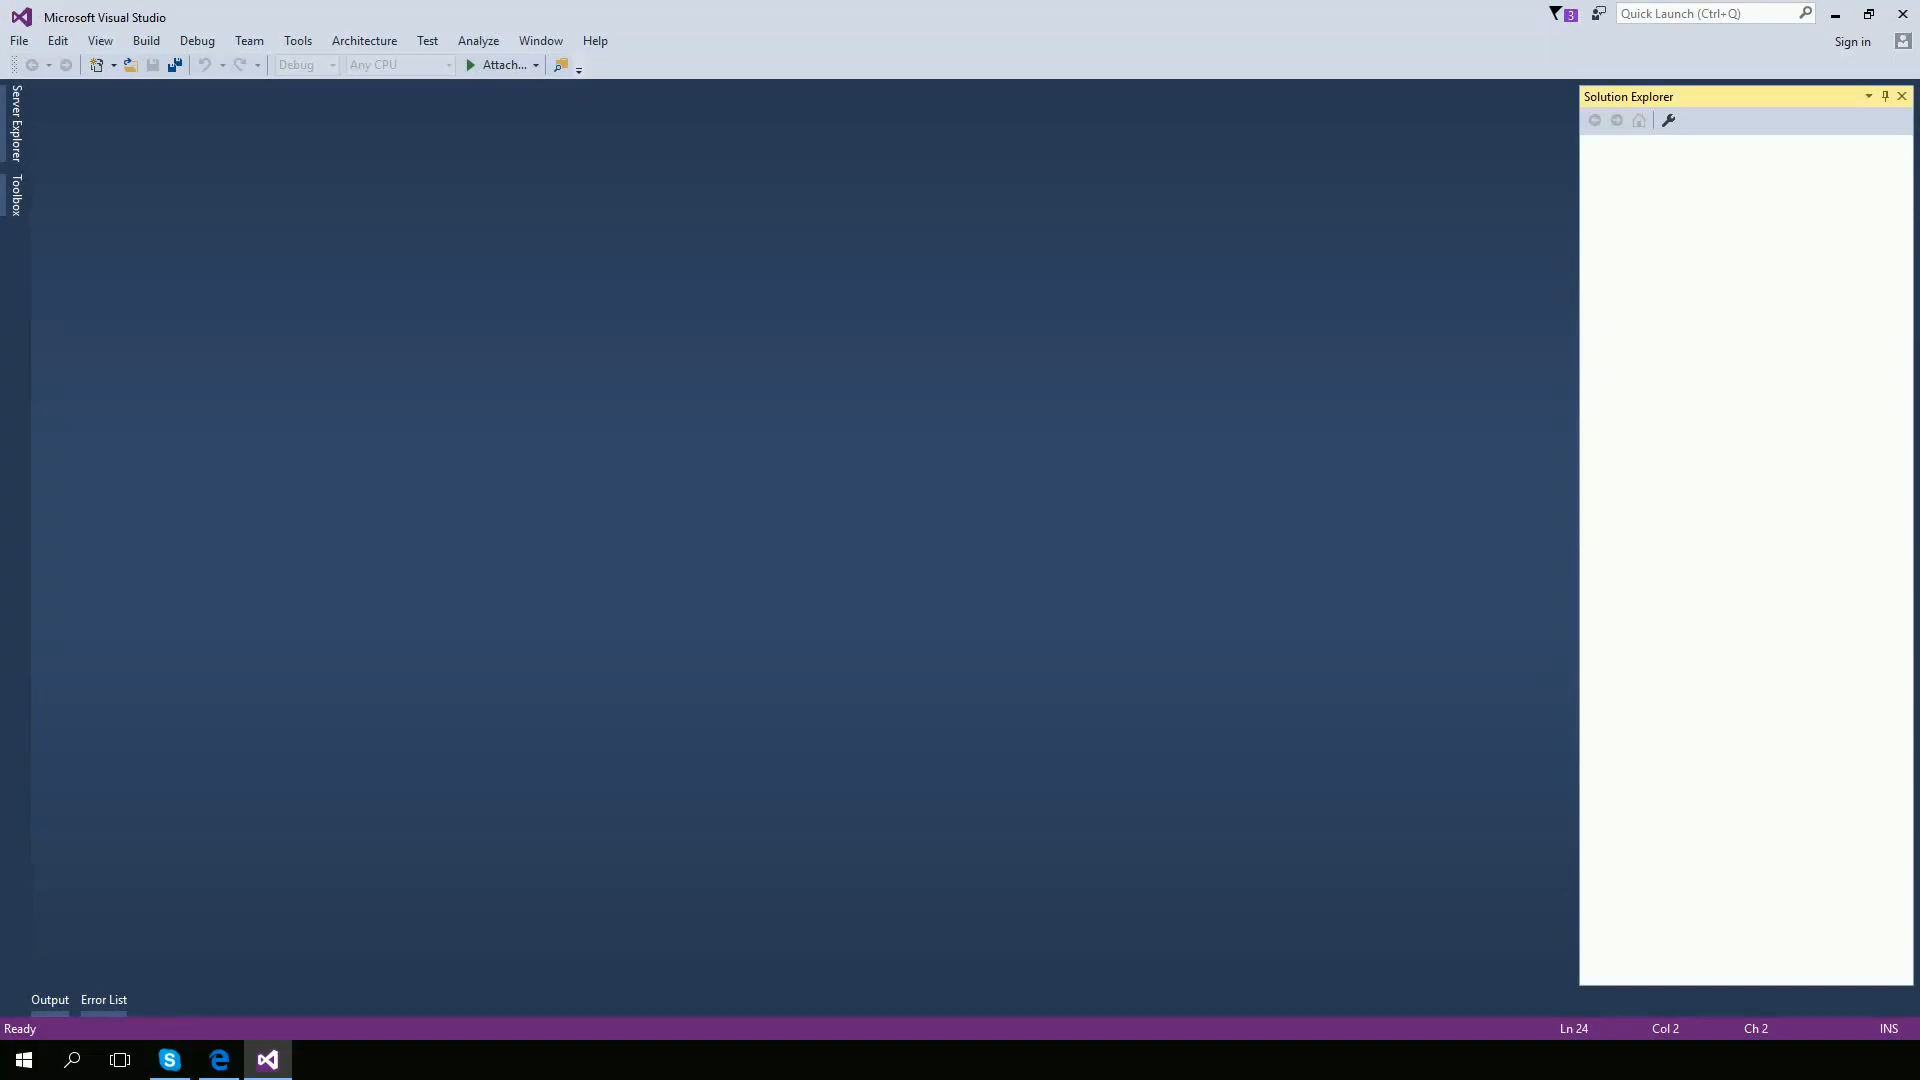 Microsoft Visual Studio
3
Quick Launch (Ctrl+Q)
File Edit View Build Debug Team Tools Architecture Test Analyze Window Help
Sign in
Debug Any CPU Attach...
Server Explorer
Toolbox
Solution Explorer
Output Error List
Ready Ln 24 Col 2 Ch 2 INS